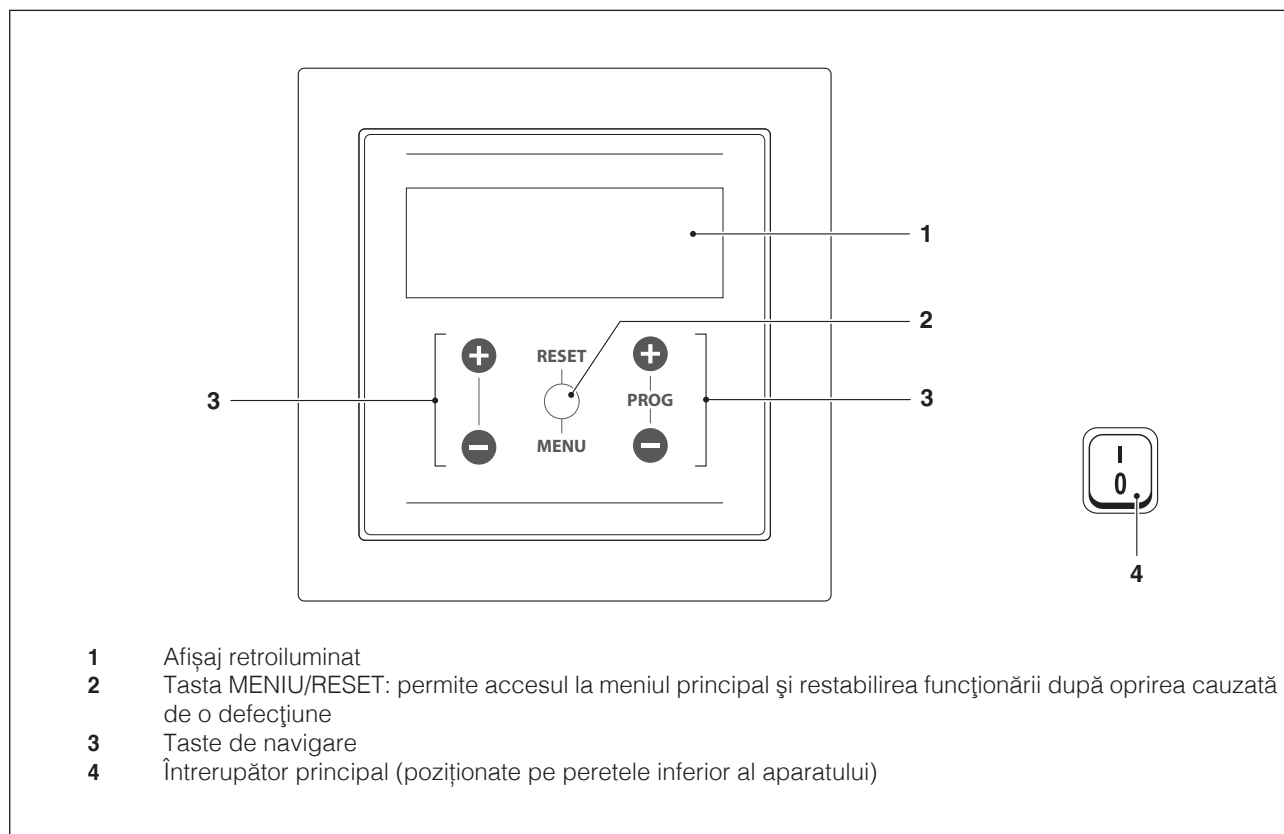 1
2
RESET
3
PROG
3
MENU
I
0
4
1 Afișaj retroiluminat
2 Tasta MENIU/RESET: permite accesul la meniul principal şi restabilirea funcţionării după oprirea cauzată
de o defecţiune
3 Taste de navigare
4 Întrerupător principal (poziționate pe peretele inferior al aparatului)